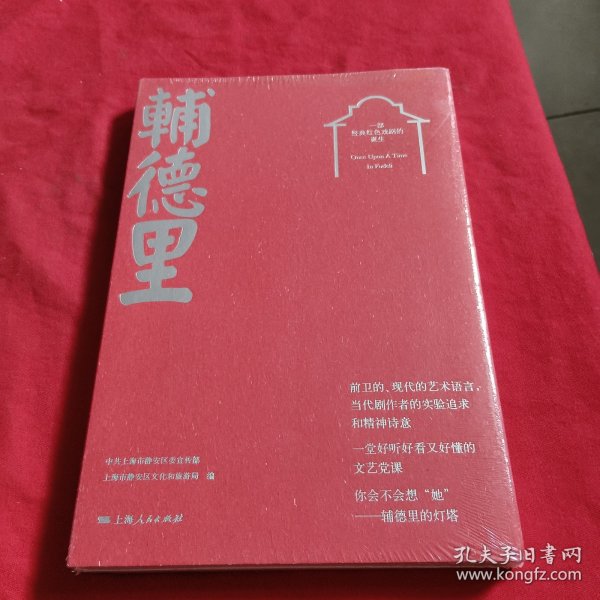 輔德里
一部
经典红色戏剧的
诞生
Once Upon A Time
In Fudeli
前卫的、现代的艺术语言，
当代剧作者的实验追求
和精神诗意
一堂好听好看又好懂的
文艺党课
你会不会想“她”
——辅德里的灯塔
中共上海市静安区委宣传部
上海市静安区文化和旅游局 编
上海人民出版社
孔夫子旧书网
www.kongfz.com